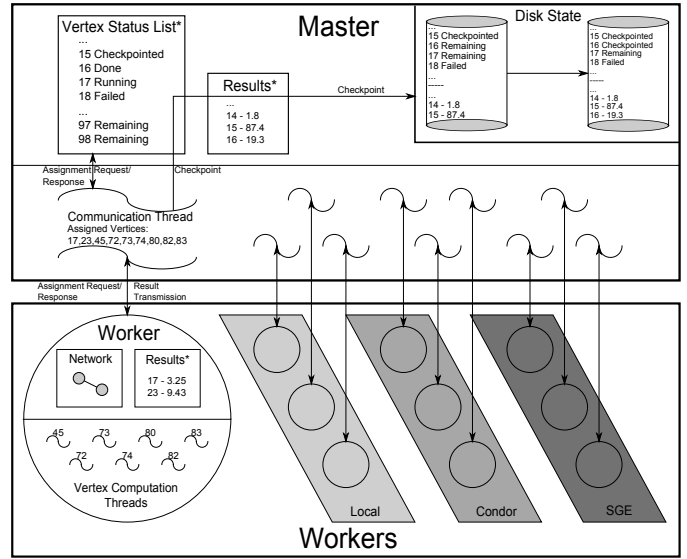 Master
Vertex Status List*
...
15 Checkpointed
16 Done
17 Running
18 Failed
...
97 Remaining
98 Remaining
Results*
...
14 - 1.8
15 - 87.4
16 - 19.3
Checkpoint
Disk State
...
15 Checkpointed
16 Remaining
17 Remaining
18 Failed
...
-----
...
14 - 1.8
15 - 87.4
...
15 Checkpointed
16 Checkpointed
17 Remaining
18 Failed
...
-----
...
14 - 1.8
15 - 87.4
16 - 19.3
Assignment Request/
Response
Checkpoint
Communication Thread
Assigned Vertices:
17,23,45,72,73,74,80,82,83
Assignment Request/
Response
Result
Transmission
Worker
Network
Results*
17 - 3.25
23 - 9.43
45
73
80
83
72
74
82
Vertex Computation
Threads
Local
Condor
SGE
Workers